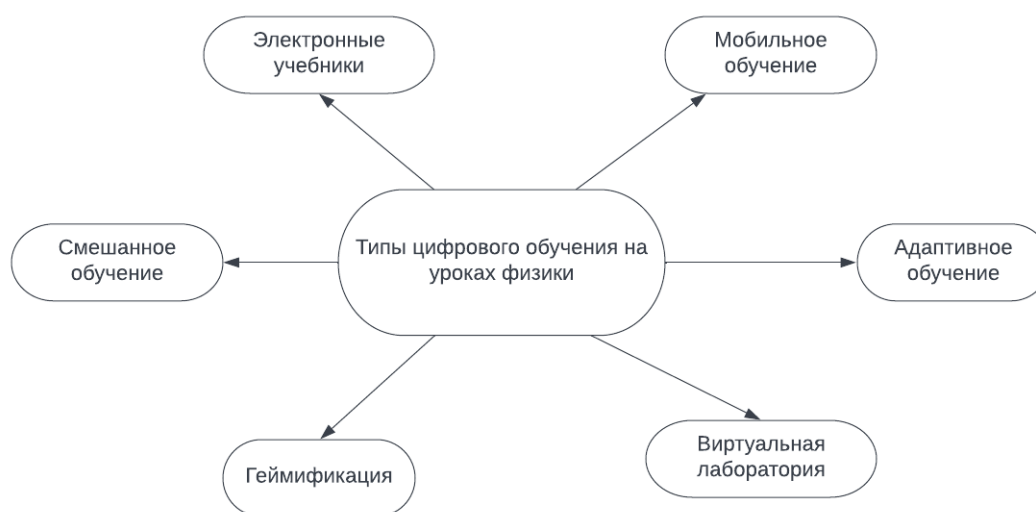 Электронные
учебники
Мобильное
обучение
Смешанное
обучение
Типы цифрового обучения на
уроках физики
Адаптивное
обучение
Геймификация
Виртуальная
лаборатория